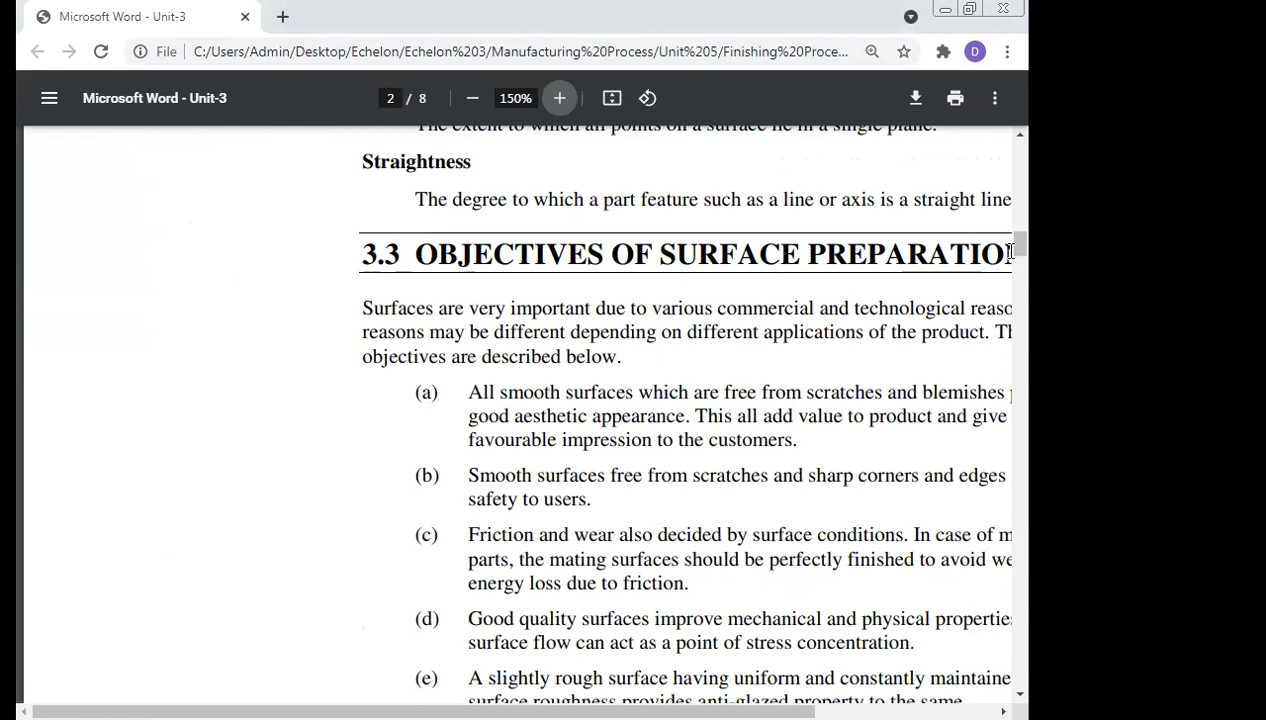 Microsoft Word - Unit-3
File C:/Users/Admin/Desktop/Echelon/Echelon%203/Manufacturing%20Process/Unit%205/Finishing%20Proce...
D
Microsoft Word - Unit-3 2 / 8 150%
The extent to which all points on a surface lie in a single plane.
Straightness
The degree to which a part feature such as a line or axis is a straight line
3.3 OBJECTIVES OF SURFACE PREPARATION
Surfaces are very important due to various commercial and technological reaso
reasons may be different depending on different applications of the product. Th
objectives are described below.
(a) All smooth surfaces which are free from scratches and blemishes p
good aesthetic appearance. This all add value to product and give
favourable impression to the customers.
(b) Smooth surfaces free from scratches and sharp corners and edges
safety to users.
(c) Friction and wear also decided by surface conditions. In case of m
parts, the mating surfaces should be perfectly finished to avoid we
energy loss due to friction.
(d) Good quality surfaces improve mechanical and physical properties
surface flow can act as a point of stress concentration.
(e) A slightly rough surface having uniform and constantly maintaine
surface roughness provides anti-glazed property to the same.